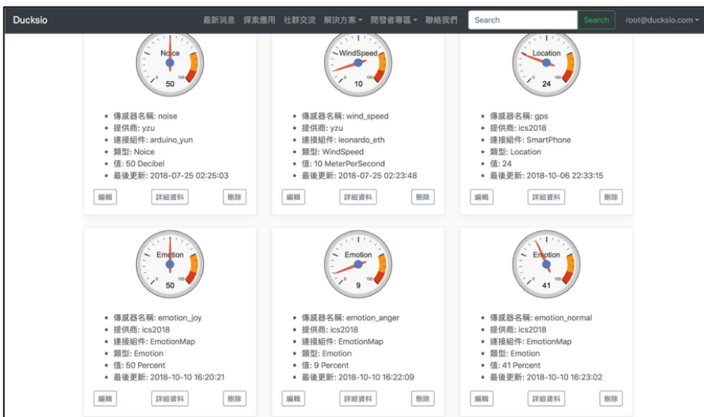 Ducksio 最新消息 探索應用 社群交流 解決方案 開發者專區 聯絡我們 Search Search root@ducksio.com
Noice
0 100
50
傳感器名稱: noise
提供商: yzu
連接組件: arduino_yun
類型: Noice
值: 50 Decibel
最後更新: 2018-07-25 02:25:03
編輯 詳細資料 刪除
WindSpeed
0 100
10
傳感器名稱: wind_speed
提供商: yzu
連接組件: leonardo_eth
類型: WindSpeed
值: 10 MeterPerSecond
最後更新: 2018-07-25 02:23:48
編輯 詳細資料 刪除
Location
0 100
24
傳感器名稱: gps
提供商: ics2018
連接組件: SmartPhone
類型: Location
值: 24
最後更新: 2018-10-06 22:33:15
編輯 詳細資料 刪除
Emotion
0 100
50
傳感器名稱: emotion_joy
提供商: ics2018
連接組件: EmotionMap
類型: Emotion
值: 50 Percent
最後更新: 2018-10-10 16:20:21
編輯 詳細資料 刪除
Emotion
0 100
9
傳感器名稱: emotion_anger
提供商: ics2018
連接組件: EmotionMap
類型: Emotion
值: 9 Percent
最後更新: 2018-10-10 16:22:09
編輯 詳細資料 刪除
Emotion
0 100
41
傳感器名稱: emotion_normal
提供商: ics2018
連接組件: EmotionMap
類型: Emotion
值: 41 Percent
最後更新: 2018-10-10 16:23:02
編輯 詳細資料 刪除